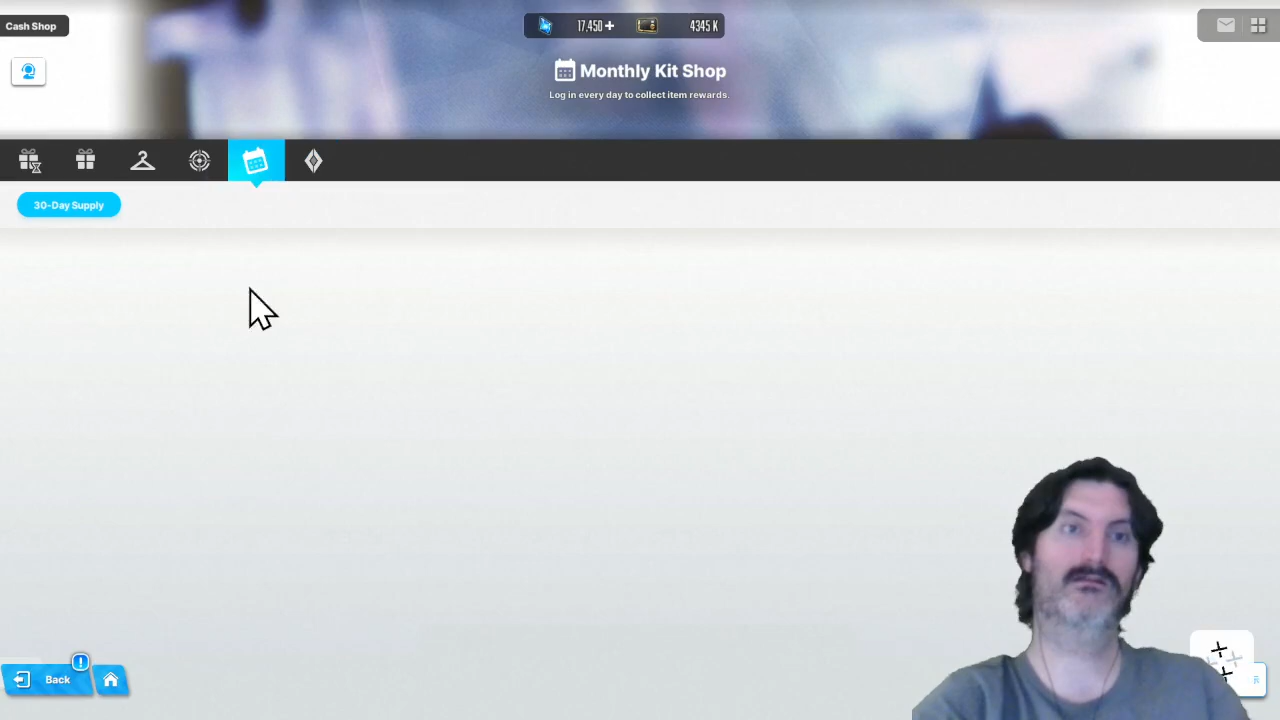 Cash Shop
17,450 +
4345 K
Monthly Kit Shop
Log in every day to collect item rewards.
30-Day Supply
Back